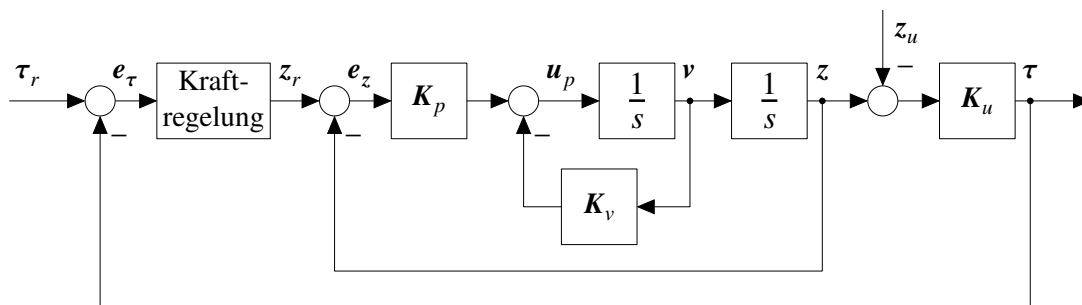 τ_r
e_τ
Kraft-
regelung
z_r
e_z
K_p
u_p
1
s
v
1
s
z
z_u
K_u
τ
K_v